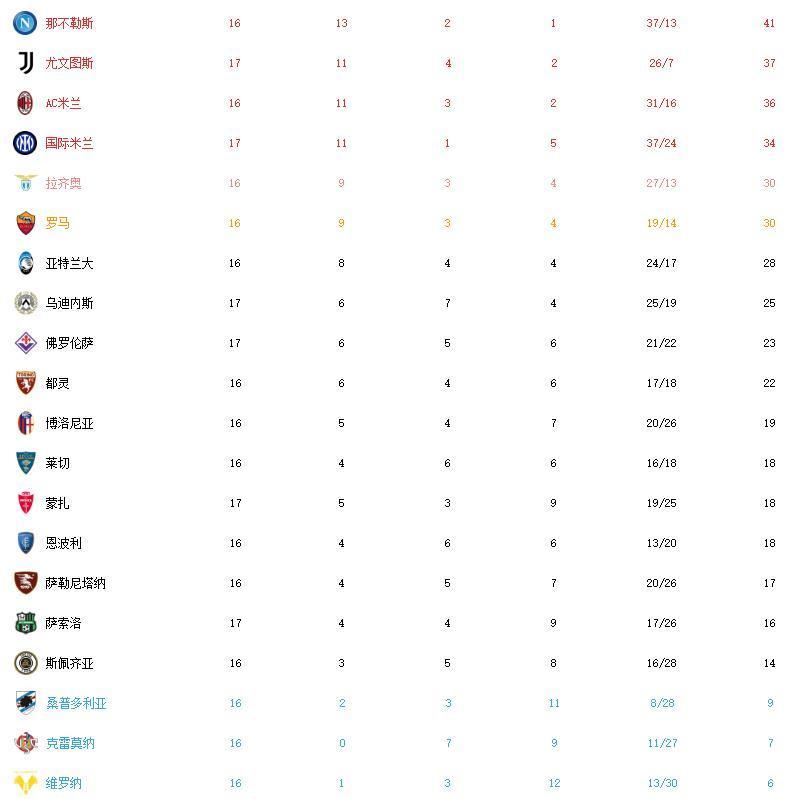 那不勒斯 16 13 2 1 37/13 41
尤文图斯 17 11 4 2 26/7 37
AC米兰 16 11 3 2 31/16 36
国际米兰 17 11 1 5 37/24 34
拉齐奥 16 9 3 4 27/13 30
罗马 16 9 3 4 19/14 30
亚特兰大 16 8 4 4 24/17 28
乌迪内斯 17 6 7 4 25/19 25
佛罗伦萨 17 6 5 6 21/22 23
都灵 16 6 4 6 17/18 22
博洛尼亚 16 5 4 7 20/26 19
莱切 16 4 6 6 16/18 18
蒙扎 17 5 3 9 19/25 18
恩波利 16 4 6 6 13/20 18
萨勒尼塔纳 16 4 5 7 20/26 17
萨索洛 17 4 4 9 17/26 16
斯佩齐亚 16 3 5 8 16/28 14
桑普多利亚 16 2 3 11 8/28 9
克雷莫纳 16 0 7 9 11/27 7
维罗纳 16 1 3 12 13/30 6